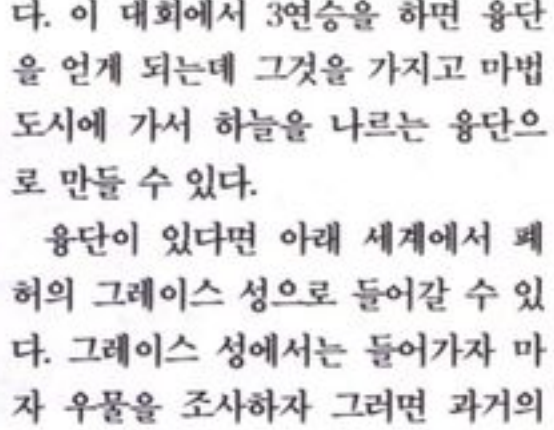 다. 이 대회에서 3연승을 하면 융단
을 얻게 되는데 그것을 가지고 마법
도시에 가서 하늘을 나르는 융단으
로 만들 수 있다.
융단이 있다면 아래 세계에서 폐
허의 그레이스 성으로 들어갈 수 있
다. 그레이스 성에서는 들어가자 마
자 우물을 조사하자 그러면 과거의